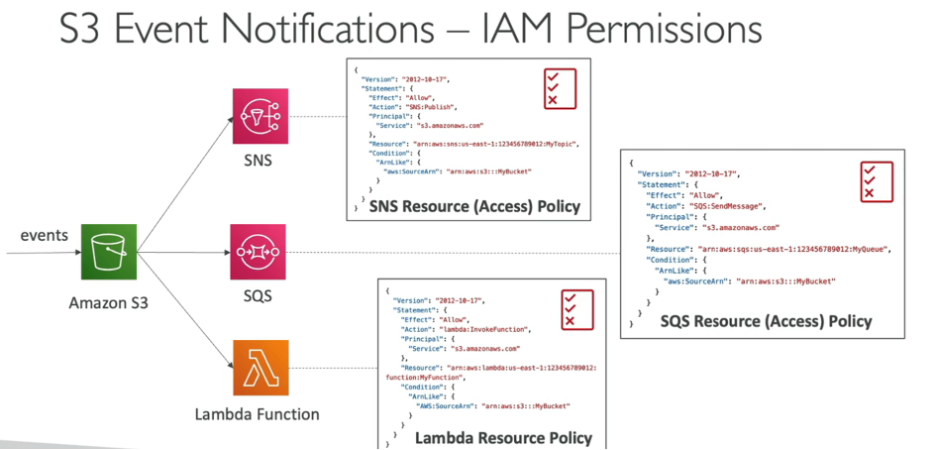 S3 Event Notifications – IAM Permissions
events
Amazon S3
SNS
SQS
Lambda Function
{
"Version": "2012-10-17",
"Statement": {
"Effect": "Allow",
"Action": "SNS:Publish",
"Principal": {
"Service": "s3.amazonaws.com"
},
"Resource": "arn:aws:sns:us-east-1:123456789012:MyTopic",
"Condition": {
"ArnLike": {
"aws:SourceArn": "arn:aws:s3:::MyBucket"
}
}
}
}
SNS Resource (Access) Policy
{
"Version": "2012-10-17",
"Statement": {
"Effect": "Allow",
"Action": "SQS:SendMessage",
"Principal": {
"Service": "s3.amazonaws.com"
},
"Resource": "arn:aws:sqs:us-east-1:123456789012:MyQueue",
"Condition": {
"ArnLike": {
"aws:SourceArn": "arn:aws:s3:::MyBucket"
}
}
}
}
SQS Resource (Access) Policy
{
"Version": "2012-10-17",
"Statement": {
"Effect": "Allow",
"Action": "lambda:InvokeFunction",
"Principal": {
"Service": "s3.amazonaws.com"
},
"Resource": "arn:aws:lambda:us-east-1:123456789012:
function:MyFunction",
"Condition": {
"ArnLike": {
"AWS:SourceArn": "arn:aws:s3:::MyBucket"
}
}
}
}
Lambda Resource Policy